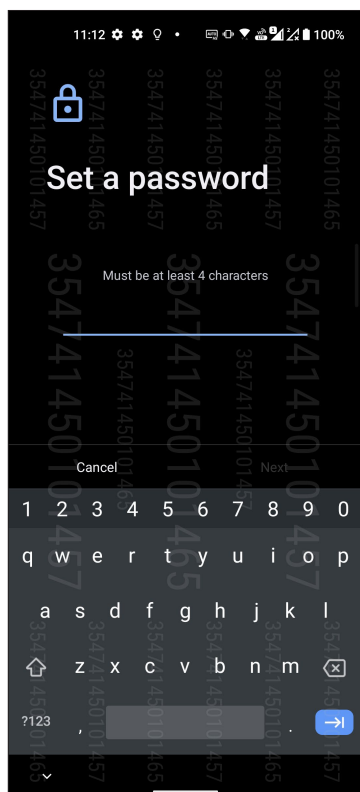 11:12 100%
Set a password
Must be at least 4 characters
Cancel Next
1 2 3 4 5 6 7 8 9 0
q w e r t y u i o p
a s d f g h j k l
z x c v b n m
?123 , .
354741450101457
354741450101465